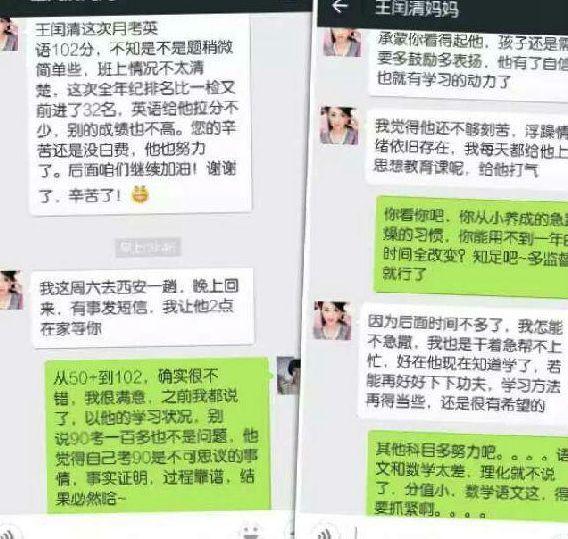 王闰清这次月考英
语102分，不知是不是题稍微
简单些，班上情况不太清
楚，这次全年纪排名比一检又
前进了32名，英语给他拉分不
少，别的成绩也不高。您的辛
苦还是没白费，他也努力
了。后面咱们继续加油！谢谢
了，辛苦了！
我这周六去西安一趟，晚上回
来，有事发短信，我让他2点
在家等你
从50+到102，确实很不
错，我很满意，之前我都说
了，以他的学习状况，别
说90考一百多也不是问题，他
觉得自己考90是不可思议的事
情，事实证明，过程靠谱，结
果必然哈~
王闰清妈妈
承蒙你看得起他，孩子还是需
要多鼓励多表扬，他有了自信
也就有学习的动力了
我觉得他还不够刻苦，浮躁情
绪依旧存在，我每天都给他上
思想教育课呢，给他打气
你看你吧，你从小养成的急躁
燥的习惯，你能用不到一年的
时间全改变？知足吧~多监督
就行了
因为后面时间不多了，我怎能
不急撒，我也是干着急帮不上
忙，好在他现在知道学了，若
能再好好下下功夫，学习方法
再得当些，还是很有希望的
其他科目多努力吧。。。。语
文和数学太差，理化就不说
了，分值小，数学语文这，得
要抓紧啊。。。。